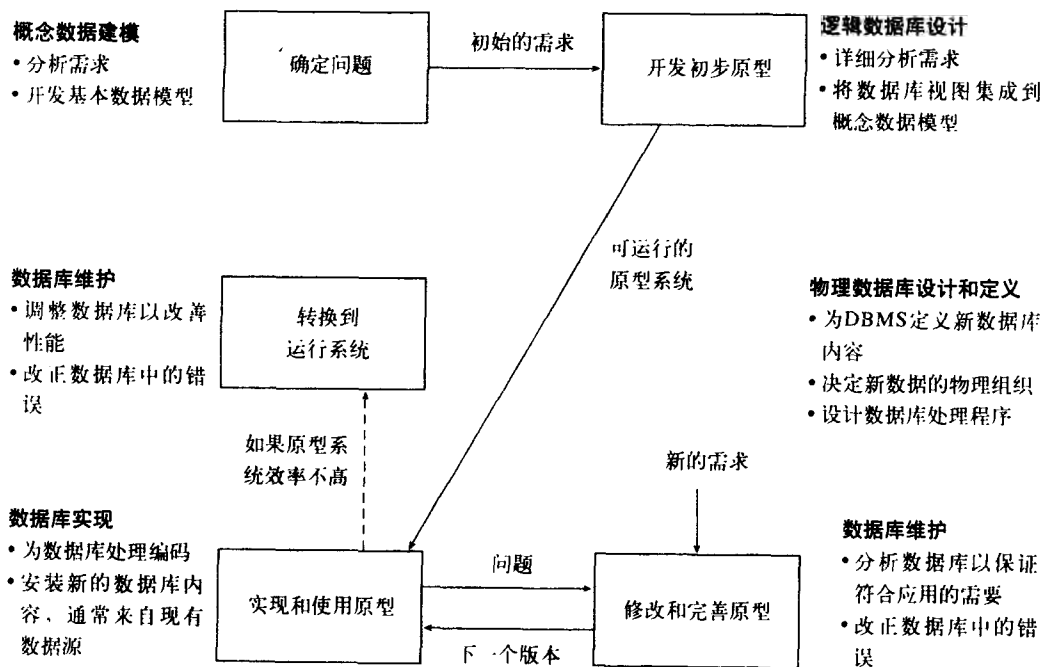 概念数据建模
• 分析需求
• 开发基本数据模型
确定问题
初始的需求
开发初步原型
逻辑数据库设计
• 详细分析需求
• 将数据库视图集成到
概念数据模型
可运行的
原型系统
数据库维护
• 调整数据库以改善
性能
• 改正数据库中的错
误
转换到
运行系统
物理数据库设计和定义
• 为DBMS定义新数据库
内容
• 决定新数据的物理组织
• 设计数据库处理程序
如果原型系
统效率不高
新的需求
数据库实现
• 为数据库处理编码
• 安装新的数据库内
容，通常来自现有
数据源
实现和使用原型
问题
下一个版本
修改和完善原型
数据库维护
• 分析数据库以保证
符合应用的需要
• 改正数据库中的错
误